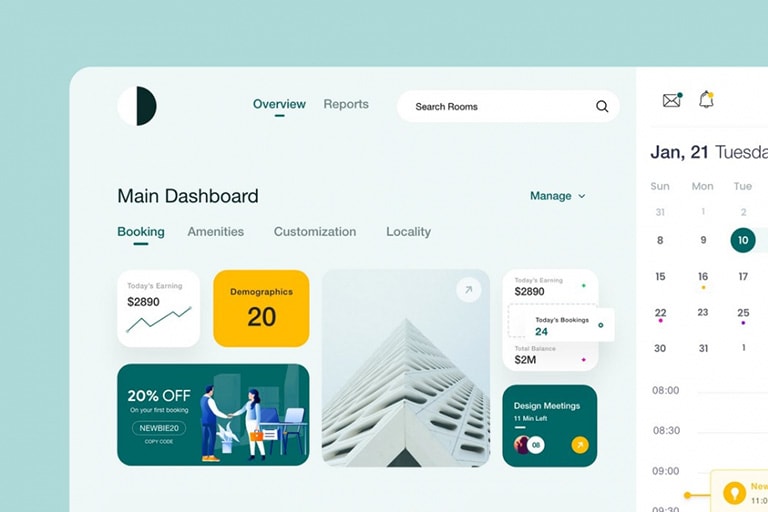 Overview
Reports
Search Rooms
Main Dashboard
Manage
Booking
Amenities
Customization
Locality
Today's Earning
$2890
Demographics
20
20% OFF
On your first booking
NEWBIE20
COPY CODE
Today's Earning
$2890
Today's Bookings
24
Total Balance
$2M
Design Meetings
11 Min Left
08
Jan, 21 Tuesda
Sun Mon Tue
31 1 2
8 9 10
15 16 17
22 23 25
30 31 1
08:00
08:30
09:00
New
11:0
09:30